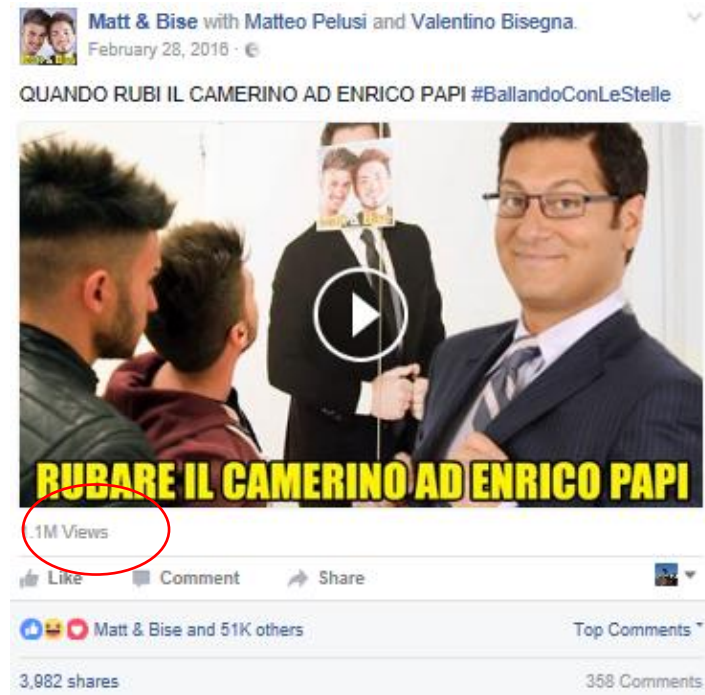 Matt & Bise with Matteo Pelusi and Valentino Bisegna.
February 28, 2016 ·
QUANDO RUBI IL CAMERINO AD ENRICO PAPI #BallandoConLeStelle
RUBARE IL CAMERINO AD ENRICO PAPI
.1M Views
Like Comment Share
Matt & Bise and 51K others Top Comments
3,982 shares 358 Comments